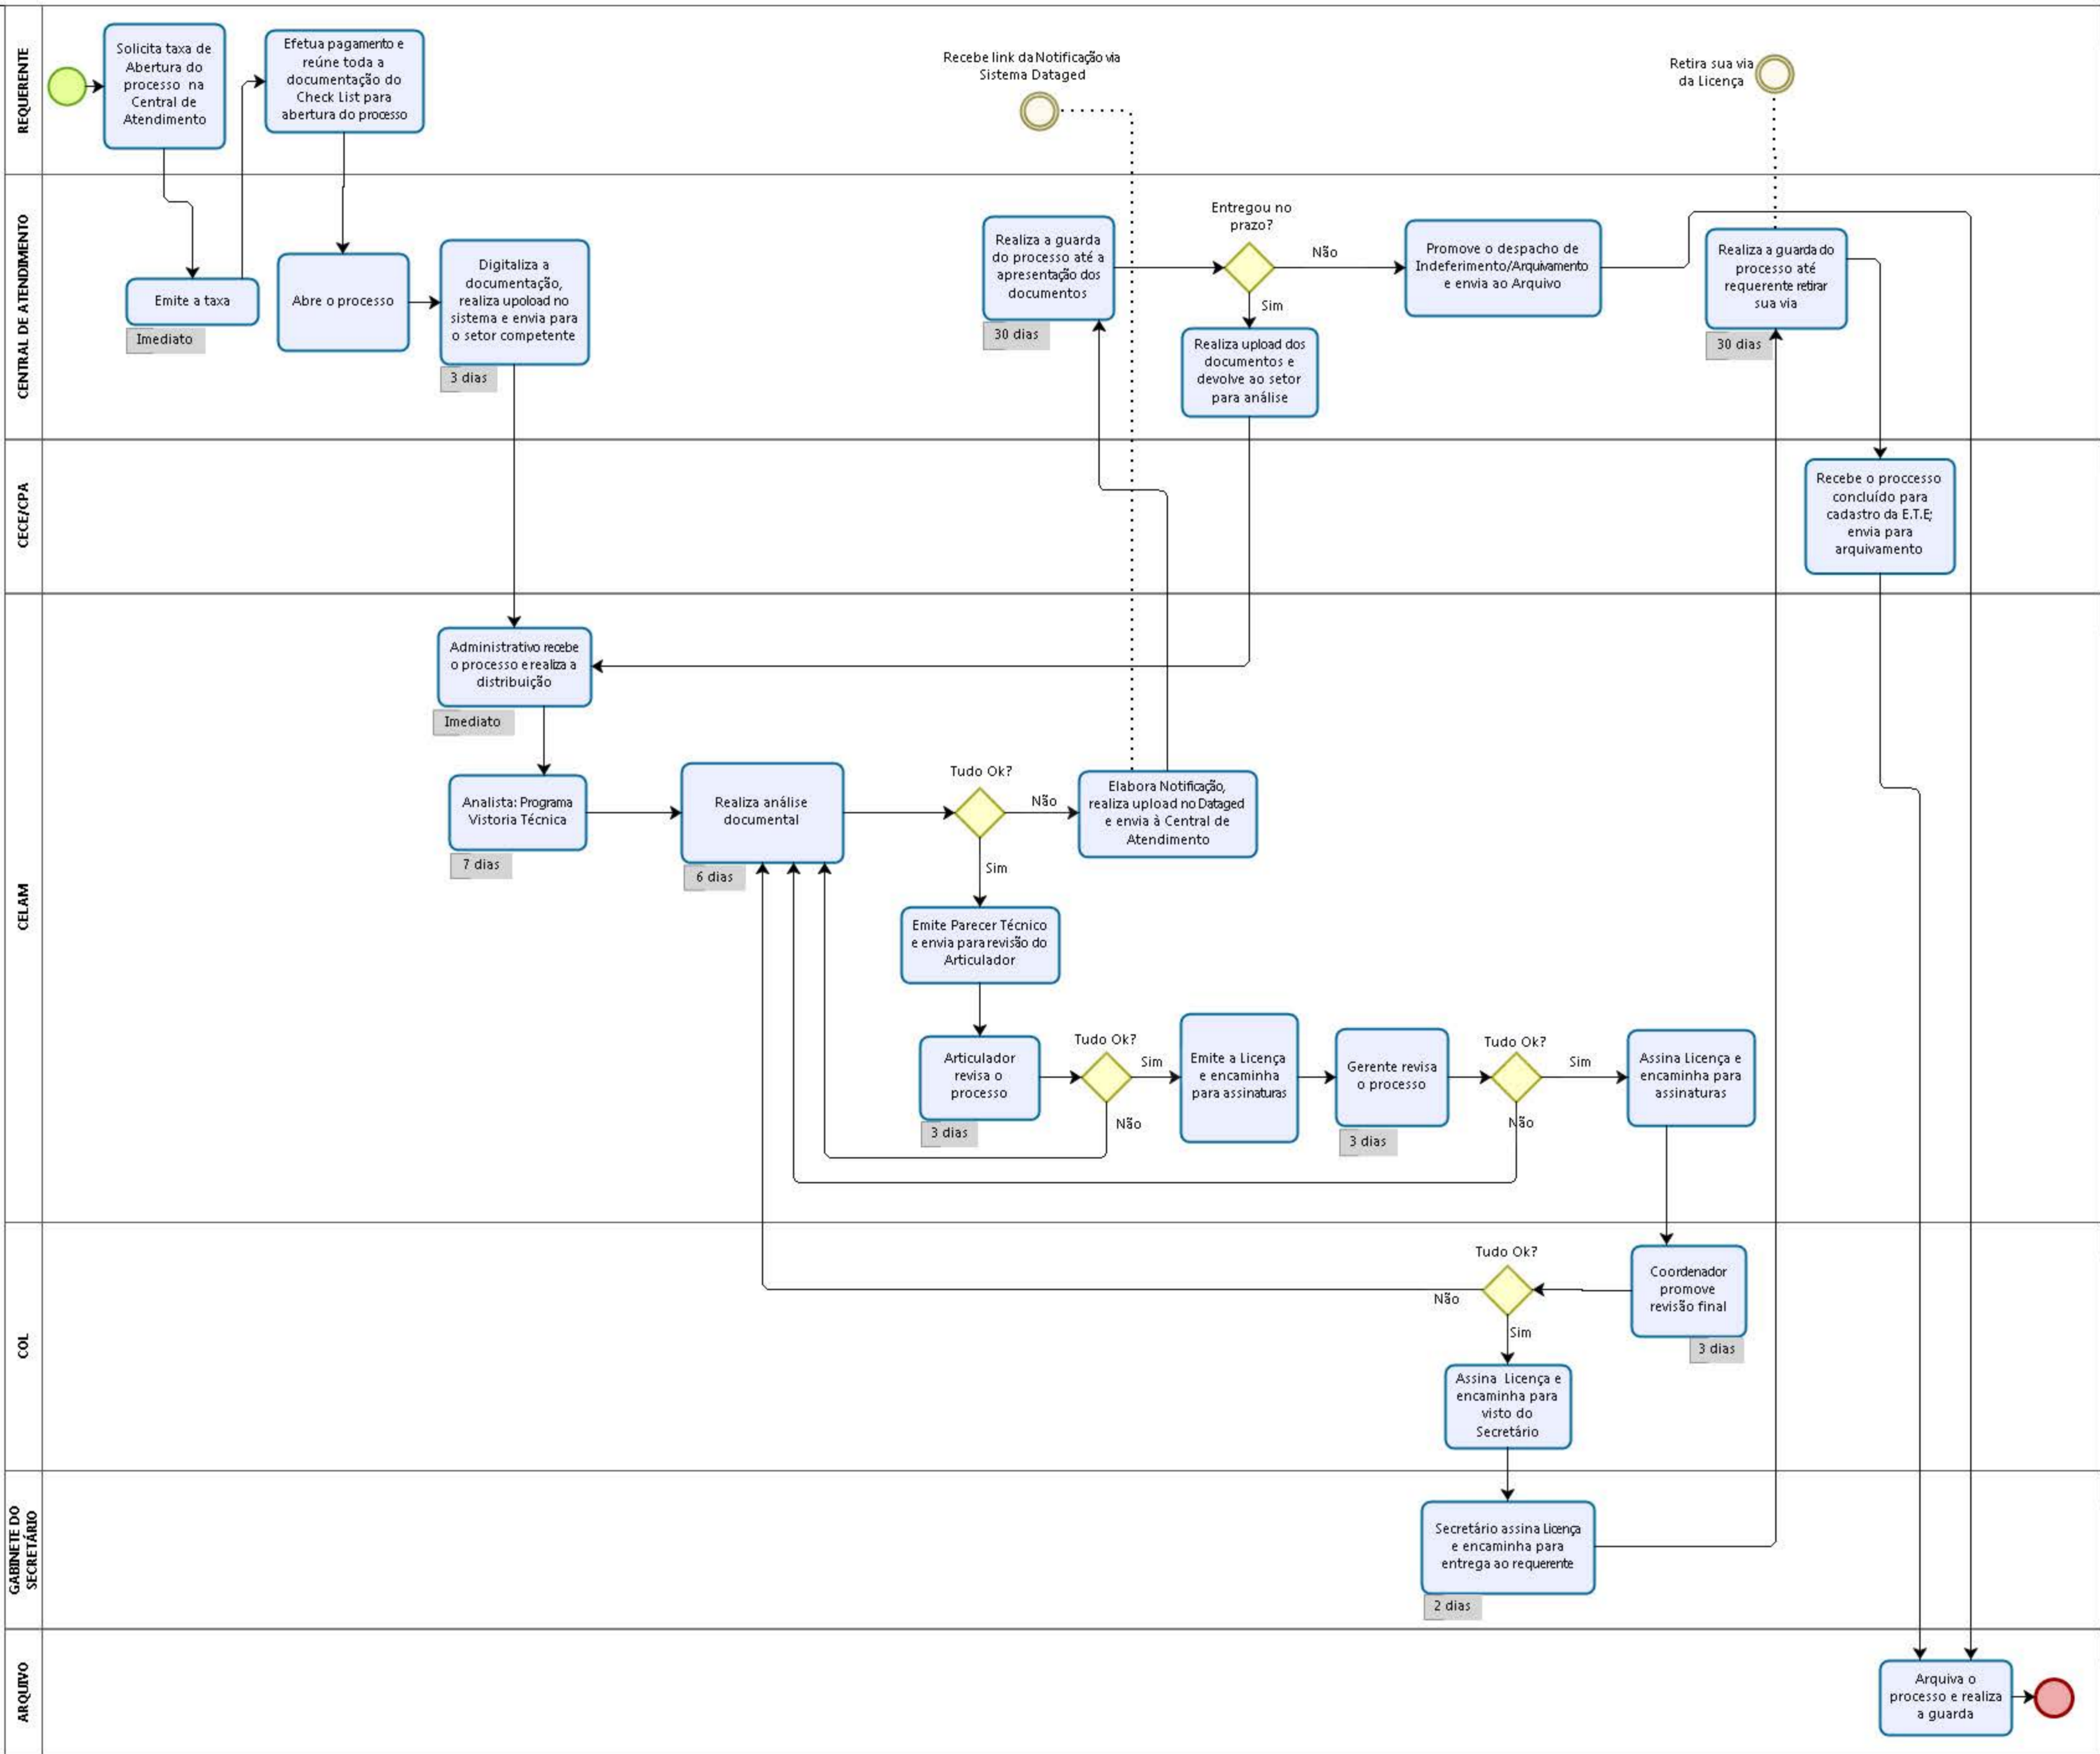 REQUERENTE
Solicita taxa de
Abertura do
processo na
Central de
Atendimento
Efetua pagamento e
reúne toda a
documentação do
Check List para
abertura do processo
Recebe link da Notificação via
Sistema Dataged
Retira sua via
da Licença
CENTRAL DE ATENDIMENTO
Emite a taxa
Imediato
Abre o processo
Digitaliza a
documentação,
realiza upoload no
sistema e envia para
o setor competente
3 dias
Realiza a guarda
do processo até a
apresentação dos
documentos
30 dias
Entregou no
prazo?
Não
Sim
Realiza upload dos
documentos e
devolve ao setor
para análise
Promove o despacho de
Indeferimento/Arquivamento
e envia ao Arquivo
Realiza a guarda do
processo até
requerente retirar
sua via
30 dias
CECE/CPA
Recebe o proccesso
concluído para
cadastro da E.T.E;
envia para
arquivamento
CELAM
Administrativo recebe
o processo e realiza a
distribuição
Imediato
Analista: Programa
Vistoria Técnica
7 dias
Realiza análise
documental
6 dias
Tudo Ok?
Não
Sim
Elabora Notificação,
realiza upload no Dataged
e envia à Central de
Atendimento
Emite Parecer Técnico
e envia para revisão do
Articulador
Articulador
revisa o
processo
3 dias
Tudo Ok?
Sim
Não
Emite a Licença
e encaminha
para assinaturas
Gerente revisa
o processo
3 dias
Tudo Ok?
Sim
Não
Assina Licença e
encaminha para
assinaturas
COL
Coordenador
promove
revisão final
3 dias
Tudo Ok?
Não
Sim
Assina Licença e
encaminha para
visto do
Secretário
GABINETE DO
SECRETÁRIO
Secretário assina Licença
e encaminha para
entrega ao requerente
2 dias
ARQUIVO
Arquiva o
processo e realiza
a guarda